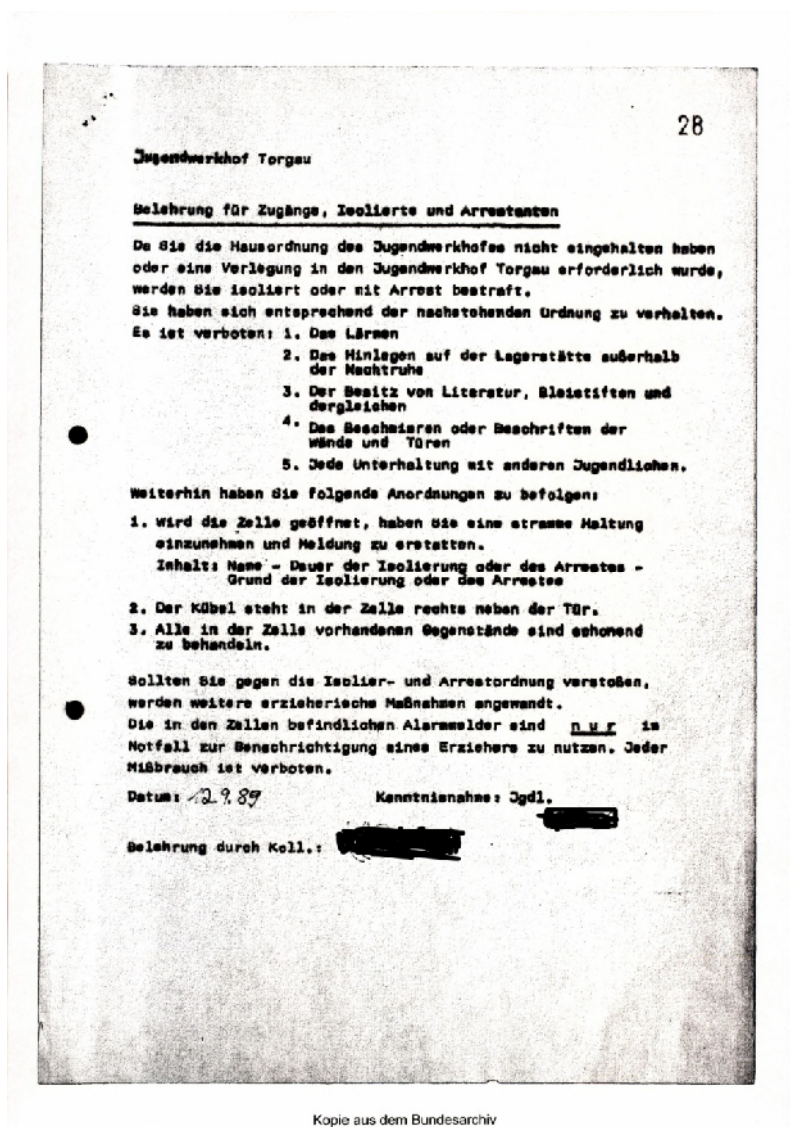 28
Jugendwerkhof Torgau
Belehrung für Zugänge, Isolierte und Arrestanten
Da Sie die Hausordnung des Jugendwerkhofes nicht eingehalten haben
oder eine Verlegung in den Jugendwerkhof Torgau erforderlich wurde,
werden Sie isoliert oder mit Arrest bestraft.
Sie haben sich entsprechend der nachstehenden Ordnung zu verhalten.
Es ist verboten: 1. Das Lärmen
2. Das Hinlegen auf der Lagerstätte außerhalb
der Nachtruhe
3. Der Besitz von Literatur, Bleistiften und
dergleichen
4. Das Beschmieren oder Beschriften der
Wände und Türen
5. Jede Unterhaltung mit anderen Jugendlichen.
Weiterhin haben Sie folgende Anordnungen zu befolgen:
1. Wird die Zelle geöffnet, haben Sie eine stramme Haltung
einzunehmen und Meldung zu erstatten.
Inhalt: Name - Dauer der Isolierung oder des Arrestes -
Grund der Isolierung oder des Arrestes
2. Der Kübel steht in der Zelle rechts neben der Tür.
3. Alle in der Zelle vorhandenen Gegenstände sind schonend
zu behandeln.
Sollten Sie gegen die Isolier- und Arrestordnung verstoßen,
werden weitere erzieherische Maßnahmen angewandt.
Die in den Zellen befindlichen Alarmmelder sind n u r im
Notfall zur Benachrichtigung eines Erziehers zu nutzen. Jeder
Mißbrauch ist verboten.
Datum: 12.9.89 Kenntnisnahme: Jgdl.
Belehrung durch Koll.:
Kopie aus dem Bundesarchiv